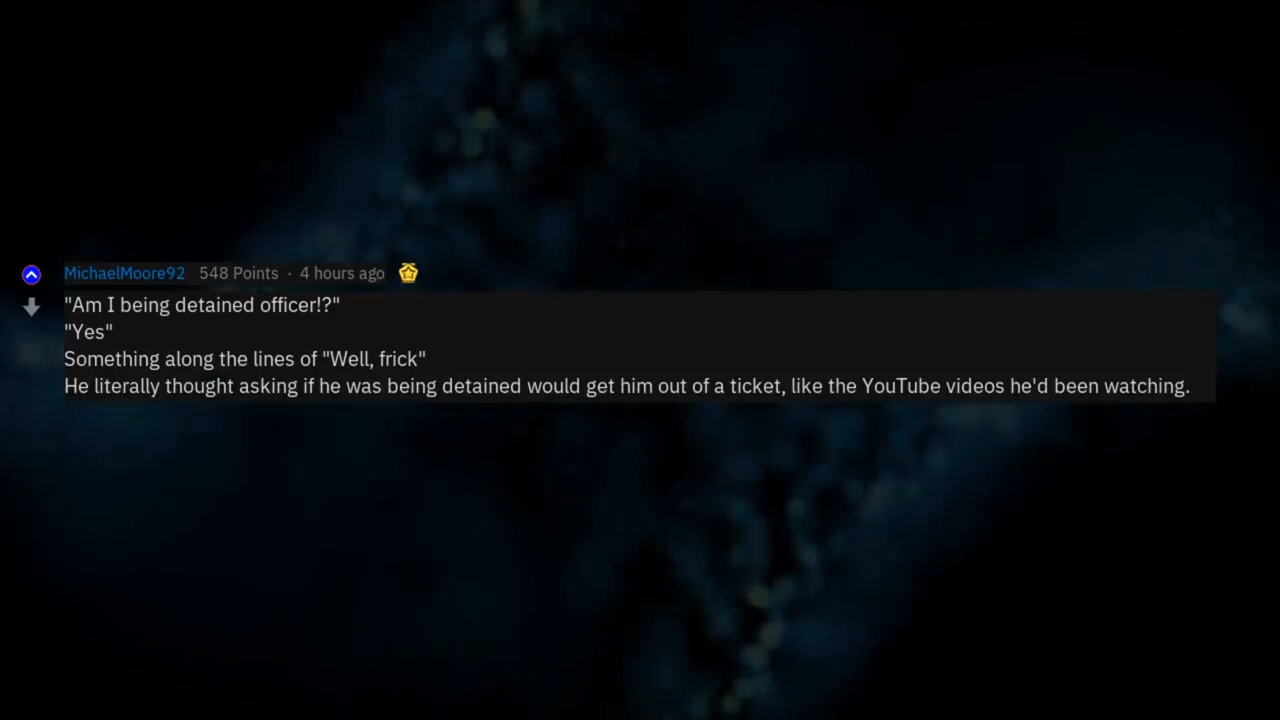 MichaelMoore92 548 Points · 4 hours ago
"Am I being detained officer!?"
"Yes"
Something along the lines of "Well, frick"
He literally thought asking if he was being detained would get him out of a ticket, like the YouTube videos he'd been watching.